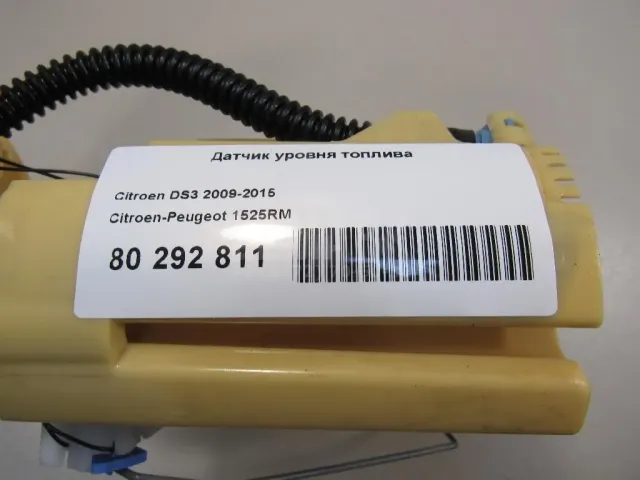 Датчик уровня топлива
Citroen DS3 2009-2015
Citroen-Peugeot 1525RM
80 292 811